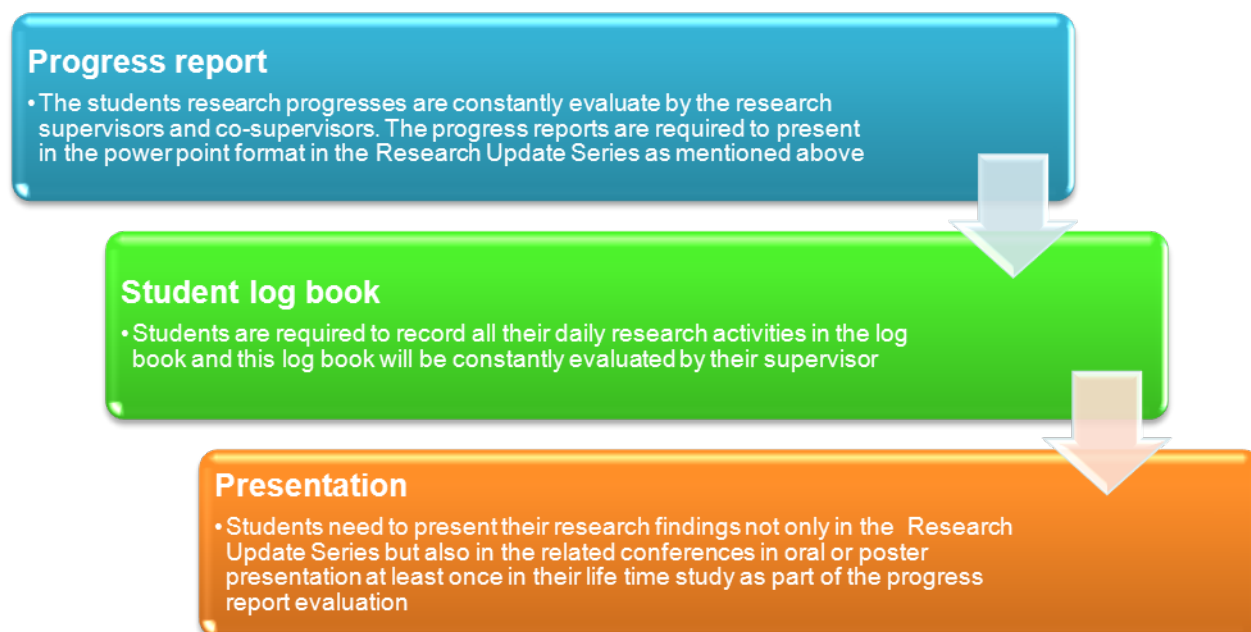 Progress report
• The students research progresses are constantly evaluate by the research
supervisors and co-supervisors. The progress reports are required to present
in the power point format in the Research Update Series as mentioned above
Student log book
• Students are required to record all their daily research activities in the log
book and this log book will be constantly evaluated by their supervisor
Presentation
• Students need to present their research findings not only in the Research
Update Series but also in the related conferences in oral or poster
presentation at least once in their life time study as part of the progress
report evaluation